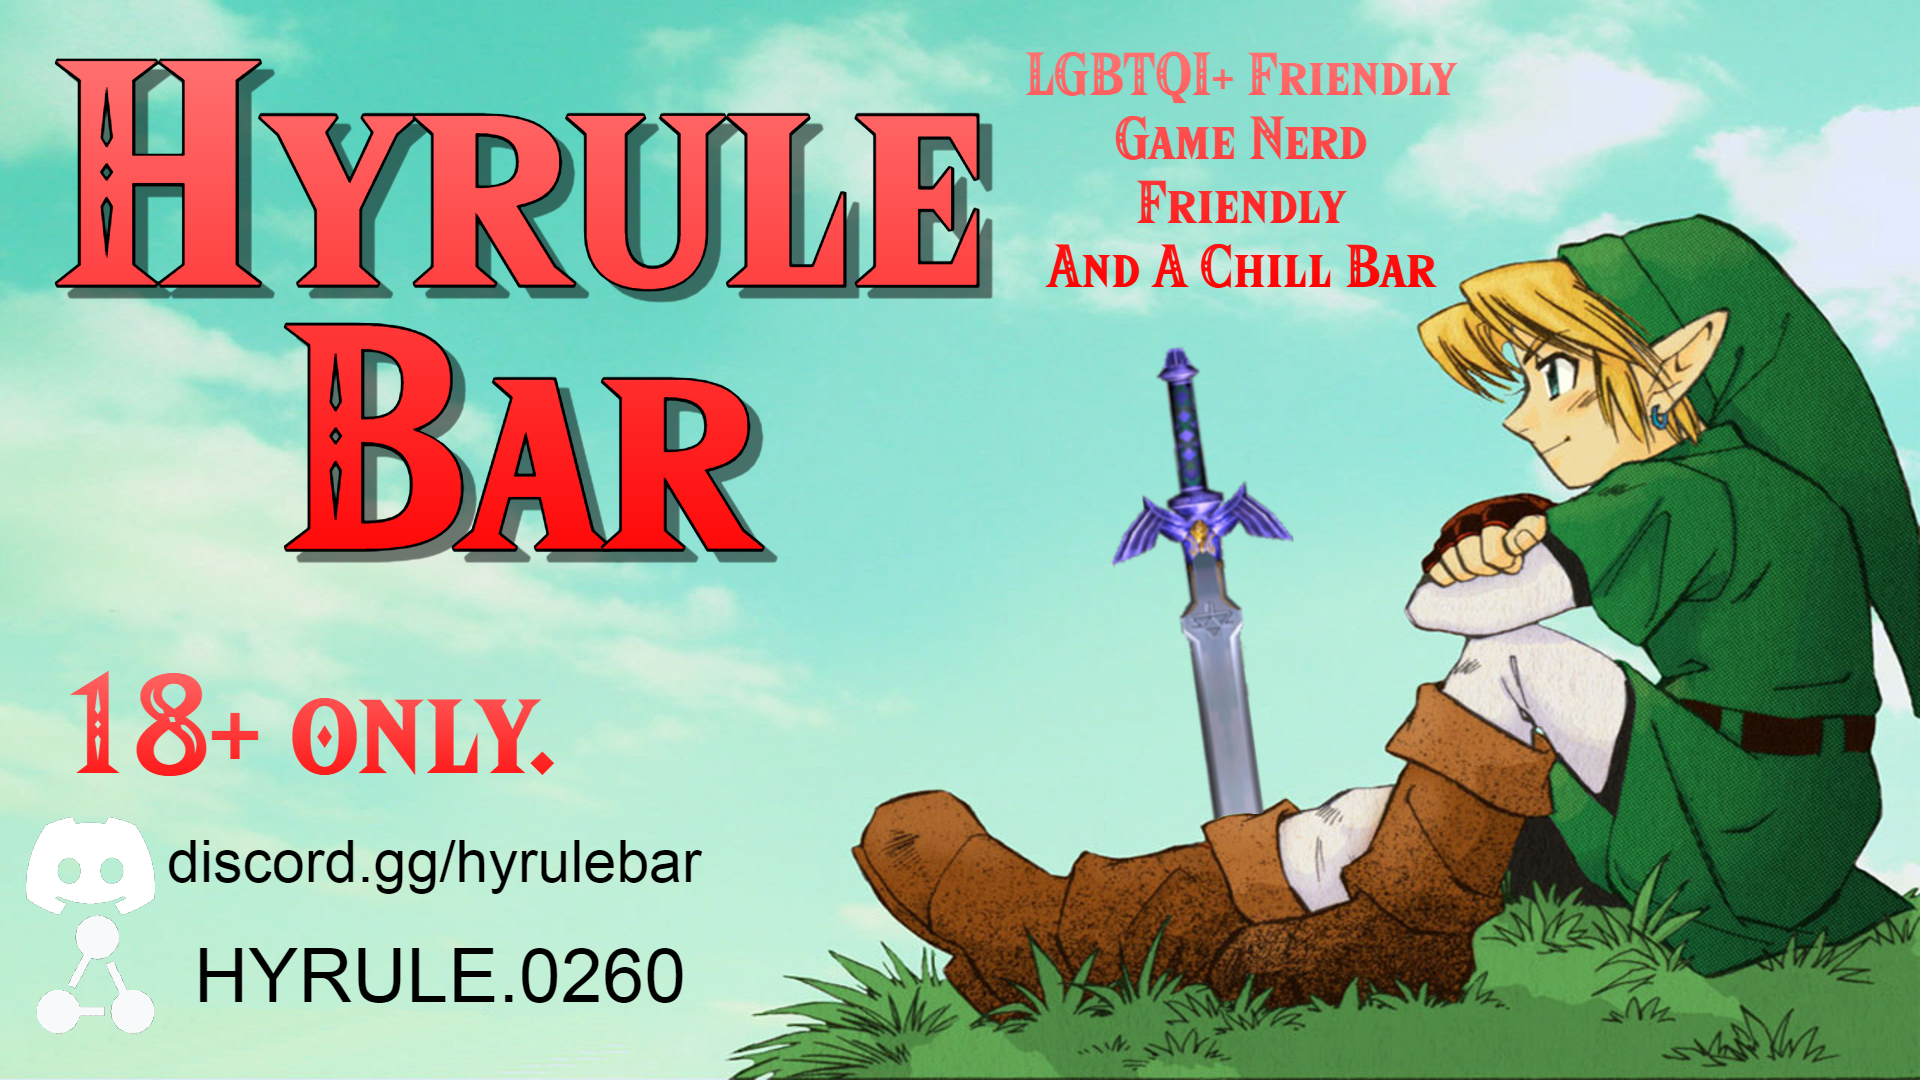 Hyrule
Bar
LGBTQI+ Friendly
Game Nerd
Friendly
And A Chill Bar
18+ only.
discord.gg/hyrulebar
HYRULE.0260